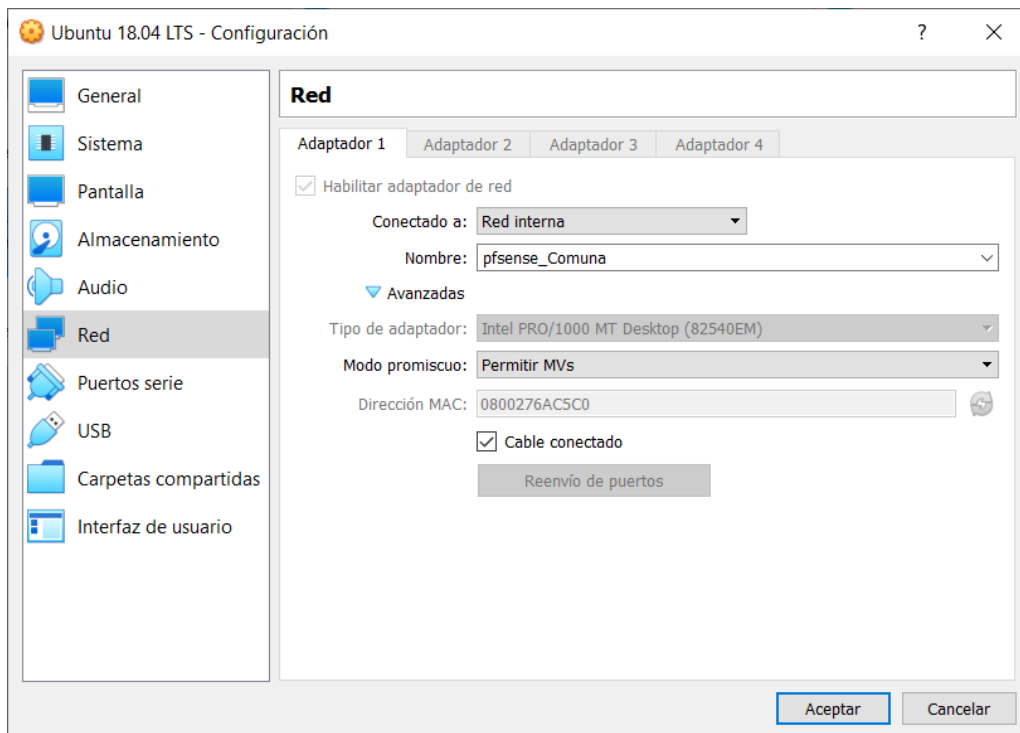 Ubuntu 18.04 LTS - Configuración
?
General
Sistema
Pantalla
Almacenamiento
Audio
Red
Puertos serie
USB
Carpetas compartidas
Interfaz de usuario
Red
Adaptador 1 Adaptador 2 Adaptador 3 Adaptador 4
Habilitar adaptador de red
Conectado a: Red interna
Nombre: pfsense_Comuna
Avanzadas
Tipo de adaptador: Intel PRO/1000 MT Desktop (82540EM)
Modo promiscuo: Permitir MVs
Dirección MAC: 0800276AC5C0
Cable conectado
Reenvío de puertos
Aceptar Cancelar